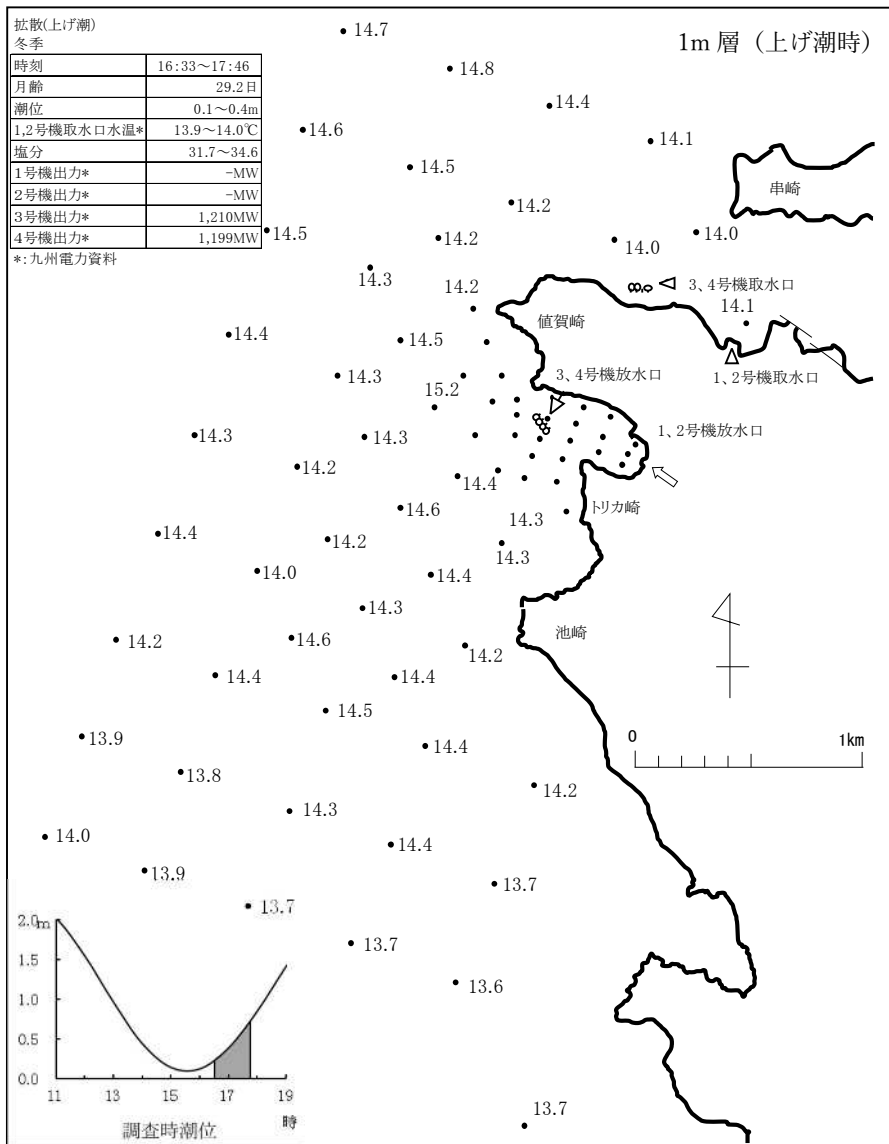 拡散(上げ潮)
冬季
時刻 16:33～17:46
月齢 29.2日
潮位 0.1～0.4m
1,2号機取水口水温* 13.9～14.0℃
塩分 31.7～34.6
1号機出力* -MW
2号機出力* -MW
3号機出力* 1,210MW
4号機出力* 1,199MW
*:九州電力資料
1m 層（上げ潮時）
14.7
14.8
14.4
14.6
14.1
14.5
串崎
14.2
14.5
14.2
14.0
14.0
14.3
14.2
3、4号機取水口
14.1
値賀崎
14.4
14.5
1、2号機取水口
14.3
3、4号機放水口
15.2
14.3
14.3
1、2号機放水口
14.2
14.4
14.6
トリカ崎
14.3
14.4
14.2
14.3
14.0
14.4
14.3
池崎
14.2
14.6
14.2
14.4
14.4
14.5
0 1km
13.9
14.4
13.8
14.2
14.3
14.0
14.4
13.9
13.7
13.7
13.7
13.6
13.7
2.0 m
1.5
1.0
0.5
0.0
11 13 15 17 19
時
調査時潮位